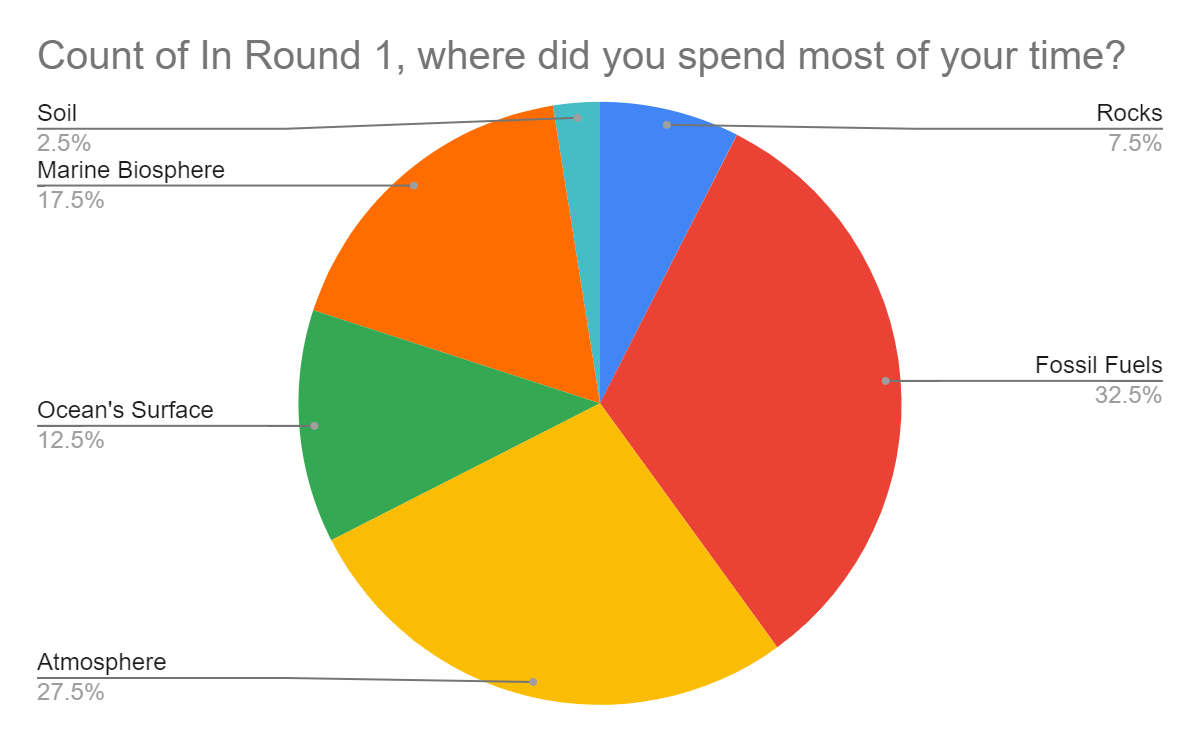 Count of In Round 1, where did you spend most of your time?
Soil
2.5%
Marine Biosphere
17.5%
Ocean's Surface
12.5%
Atmosphere
27.5%
Rocks
7.5%
Fossil Fuels
32.5%